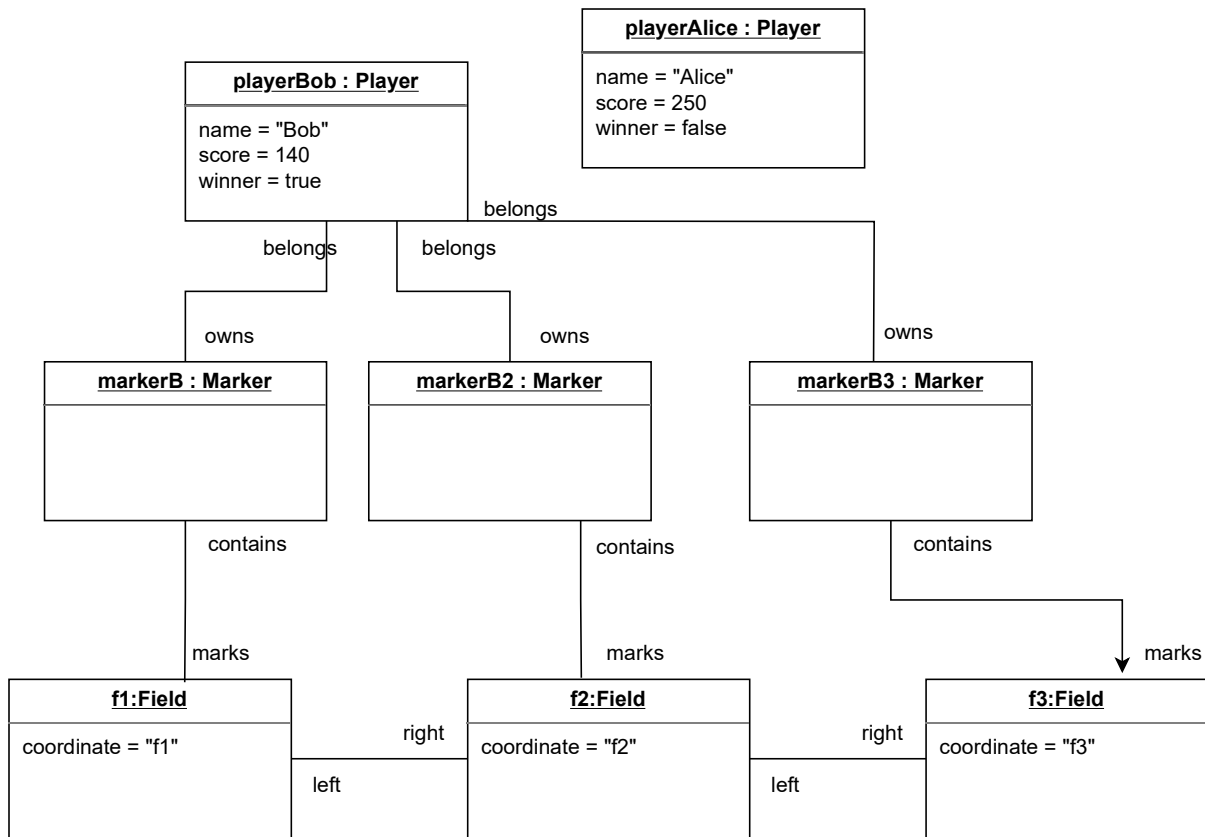 playerAlice : Player
name = "Alice"
score = 250
winner = false
playerBob : Player
name = "Bob"
score = 140
winner = true
belongs
belongs
belongs
owns
owns
owns
markerB : Marker
markerB2 : Marker
markerB3 : Marker
contains
contains
contains
marks
marks
marks
f1:Field
f2:Field
f3:Field
coordinate = "f1"
right
coordinate = "f2"
right
coordinate = "f3"
left
left